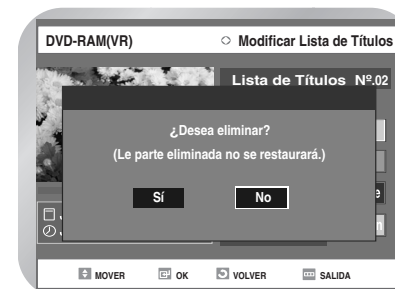 DVD-RAM(VR)
Modificar Lista de Títulos
Lista de Títulos Nº.02
¿Desea eliminar?
(Le parte eliminada no se restaurará.)
Sí
No
MOVER OK VOLVER SALIDA